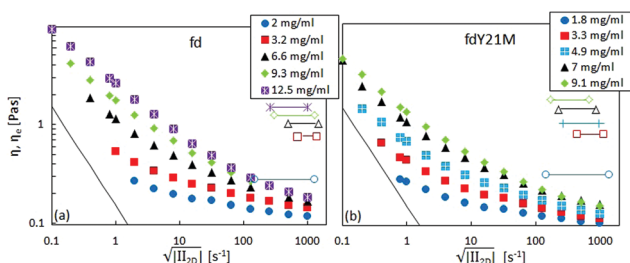 fd
2 mg/ml
3.2 mg/ml
6.6 mg/ml
9.3 mg/ml
12.5 mg/ml
η, ηe [Pas]
1
0.1
(a)
0.1 1 10 100 1000
√|II2D| [s-1]
fdY21M
1.8 mg/ml
3.3 mg/ml
4.9 mg/ml
7 mg/ml
9.1 mg/ml
(b)
0.1 1 10 100 1000
√|II2D| [s-1]